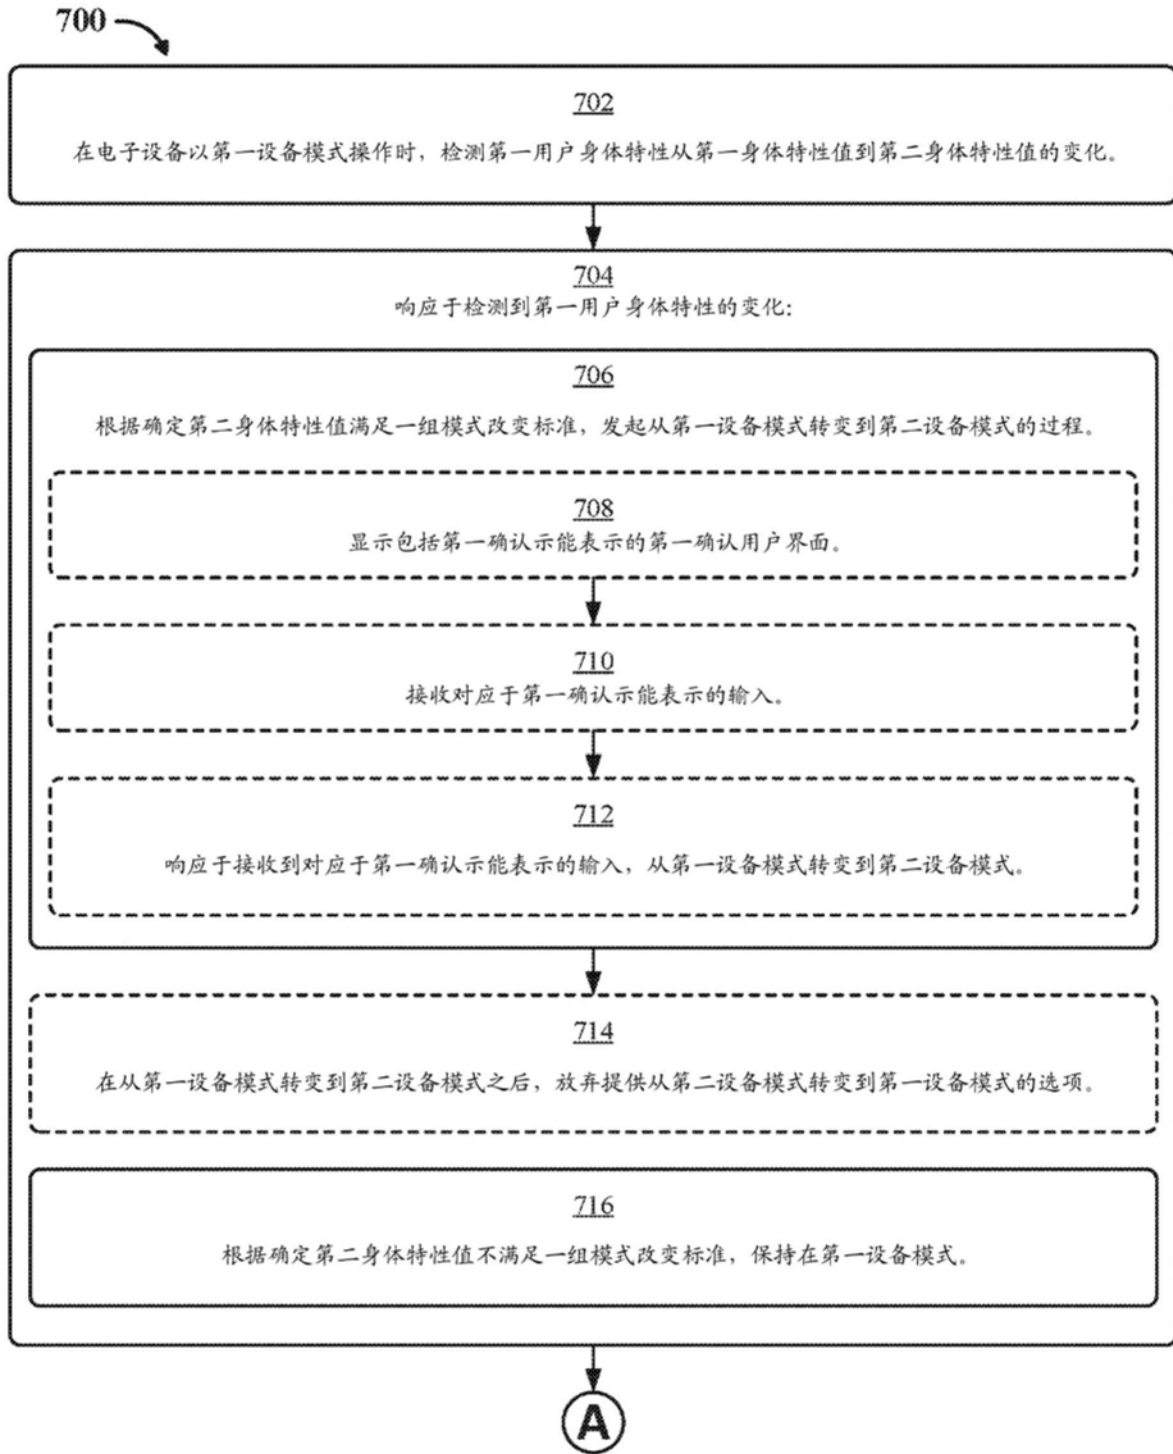 700
702
在电子设备以第一设备模式操作时，检测第一用户身体特性从第一身体特性值到第二身体特性值的变化。
704
响应于检测到第一用户身体特性的变化：
706
根据确定第二身体特性值满足一组模式改变标准，发起从第一设备模式转变到第二设备模式的过程。
708
显示包括第一确认示能表示的第一确认用户界面。
710
接收对应于第一确认示能表示的输入。
712
响应于接收到对应于第一确认示能表示的输入，从第一设备模式转变到第二设备模式。
714
在从第一设备模式转变到第二设备模式之后，放弃提供从第二设备模式转变到第一设备模式的选项。
716
根据确定第二身体特性值不满足一组模式改变标准，保持在第一设备模式。
A